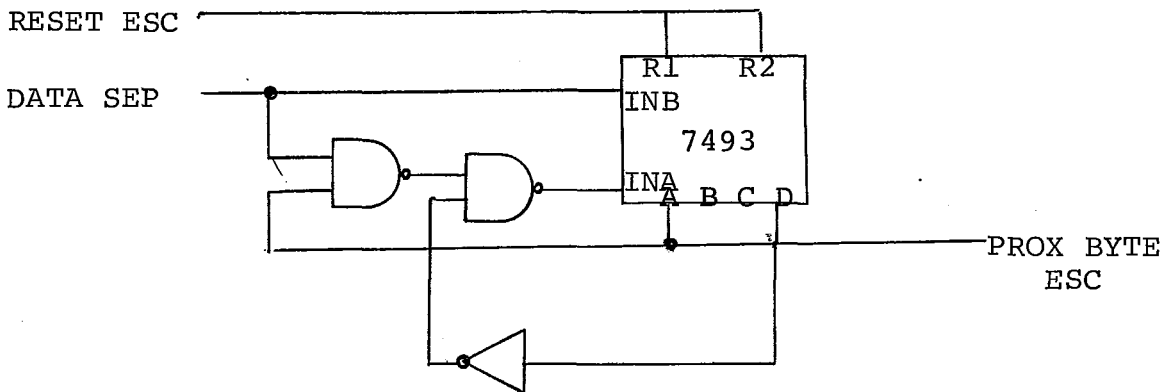 RESET ESC
R1 R2
DATA SEP
INB
7493
INA
A B C D
PROX BYTE
ESC